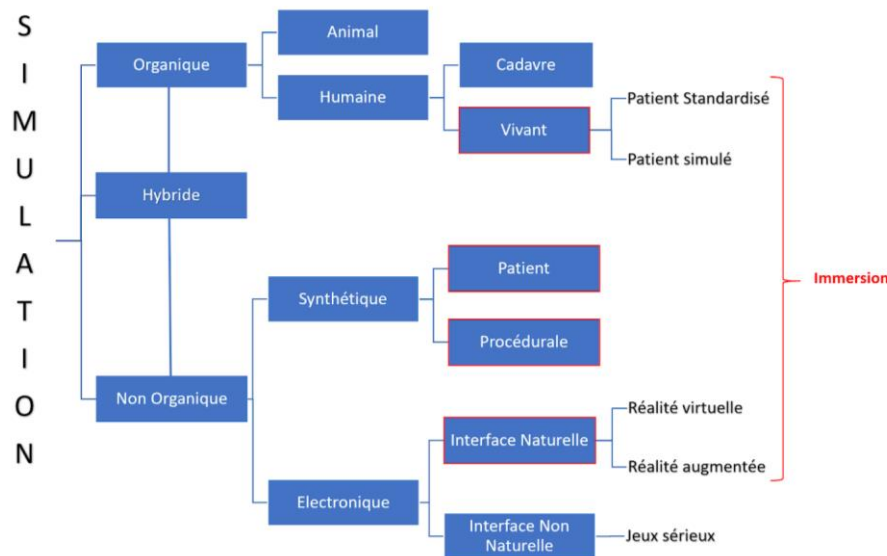 SIMULATION
Organique
Animal
Humaine
Cadavre
Vivant
Patient Standardisé
Patient simulé
Hybride
Immersion
Non Organique
Synthétique
Patient
Procédurale
Electronique
Interface Naturelle
Réalité virtuelle
Réalité augmentée
Interface Non
Naturelle
Jeux sérieux